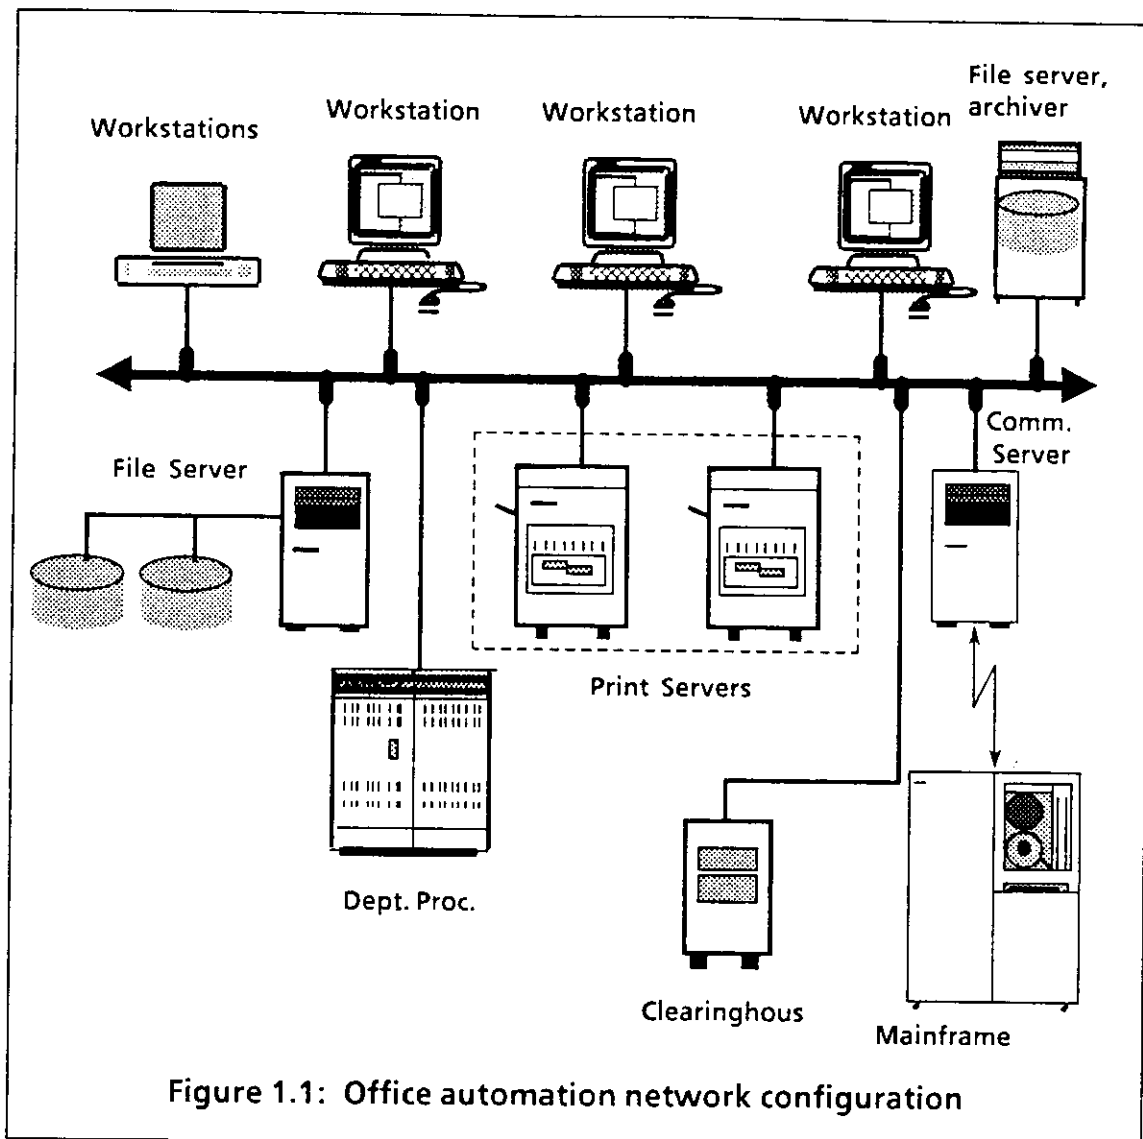 File server,
archiver
Workstations
Workstation
Workstation
Workstation
Comm.
Server
File Server
Print Servers
Dept. Proc.
Clearinghous
Mainframe
Figure 1.1: Office automation network configuration